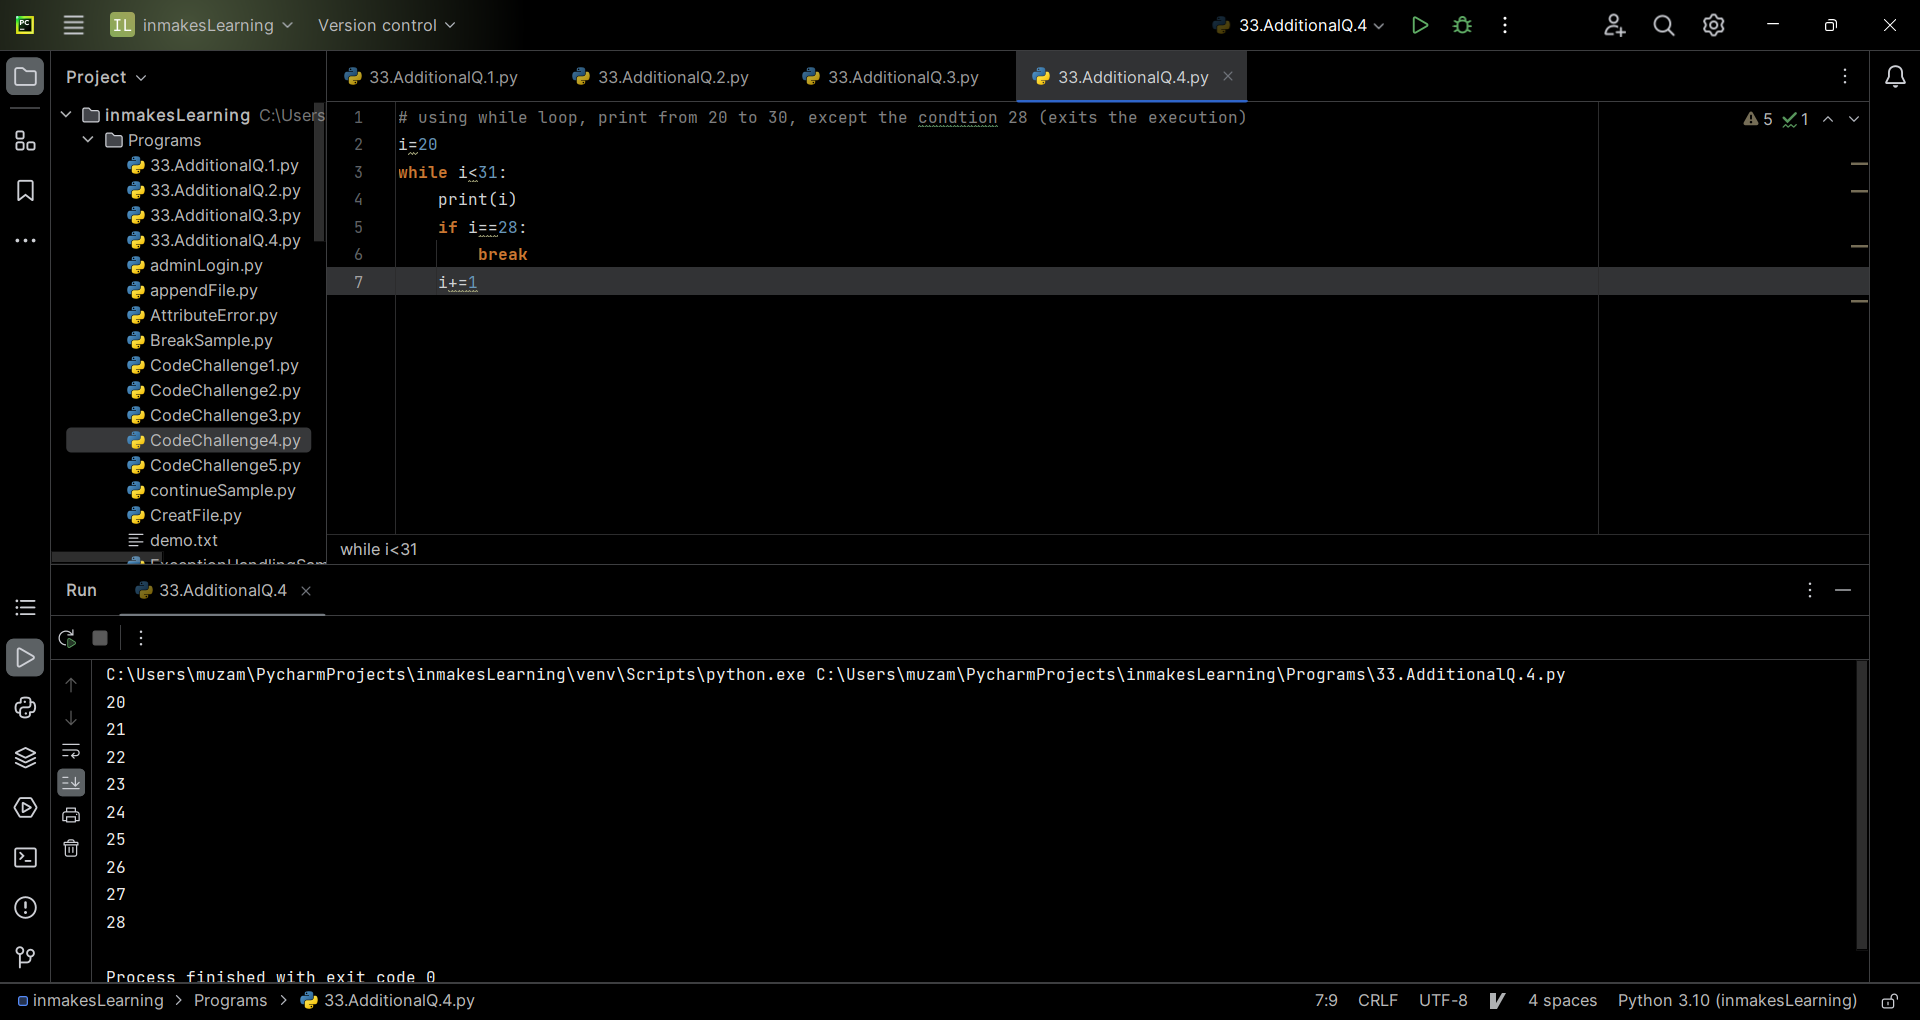 IL inmakesLearning Version control 33.AdditionalQ.4
Project
33.AdditionalQ.1.py 33.AdditionalQ.2.py 33.AdditionalQ.3.py 33.AdditionalQ.4.py
inmakesLearning C:\Users
Programs
33.AdditionalQ.1.py
33.AdditionalQ.2.py
33.AdditionalQ.3.py
33.AdditionalQ.4.py
adminLogin.py
appendFile.py
AttributeError.py
BreakSample.py
CodeChallenge1.py
CodeChallenge2.py
CodeChallenge3.py
CodeChallenge4.py
CodeChallenge5.py
continueSample.py
CreatFile.py
demo.txt
1 # using while loop, print from 20 to 30, except the condtion 28 (exits the execution)
2 i=20
3 while i<31:
4 print(i)
5 if i==28:
6 break
7 i+=1
5 1
while i<31
Run 33.AdditionalQ.4
C:\Users\muzam\PycharmProjects\inmakesLearning\venv\Scripts\python.exe C:\Users\muzam\PycharmProjects\inmakesLearning\Programs\33.AdditionalQ.4.py
20
21
22
23
24
25
26
27
28
Process finished with exit code 0
inmakesLearning > Programs > 33.AdditionalQ.4.py
7:9 CRLF UTF-8 4 spaces Python 3.10 (inmakesLearning)